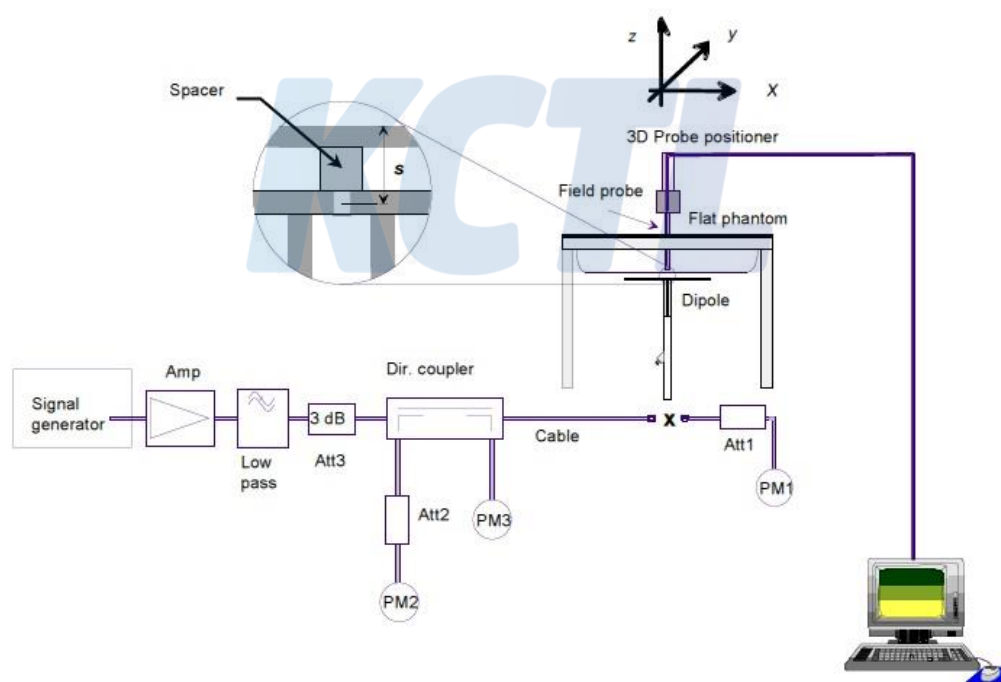 KCTL
z
y
X
Spacer
s
3D Probe positioner
Field probe
Flat phantom
Dipole
Dir. coupler
Amp
Signal
generator
3 dB
Att3
Low
pass
Cable
x
Att1
PM1
Att2
PM3
PM2